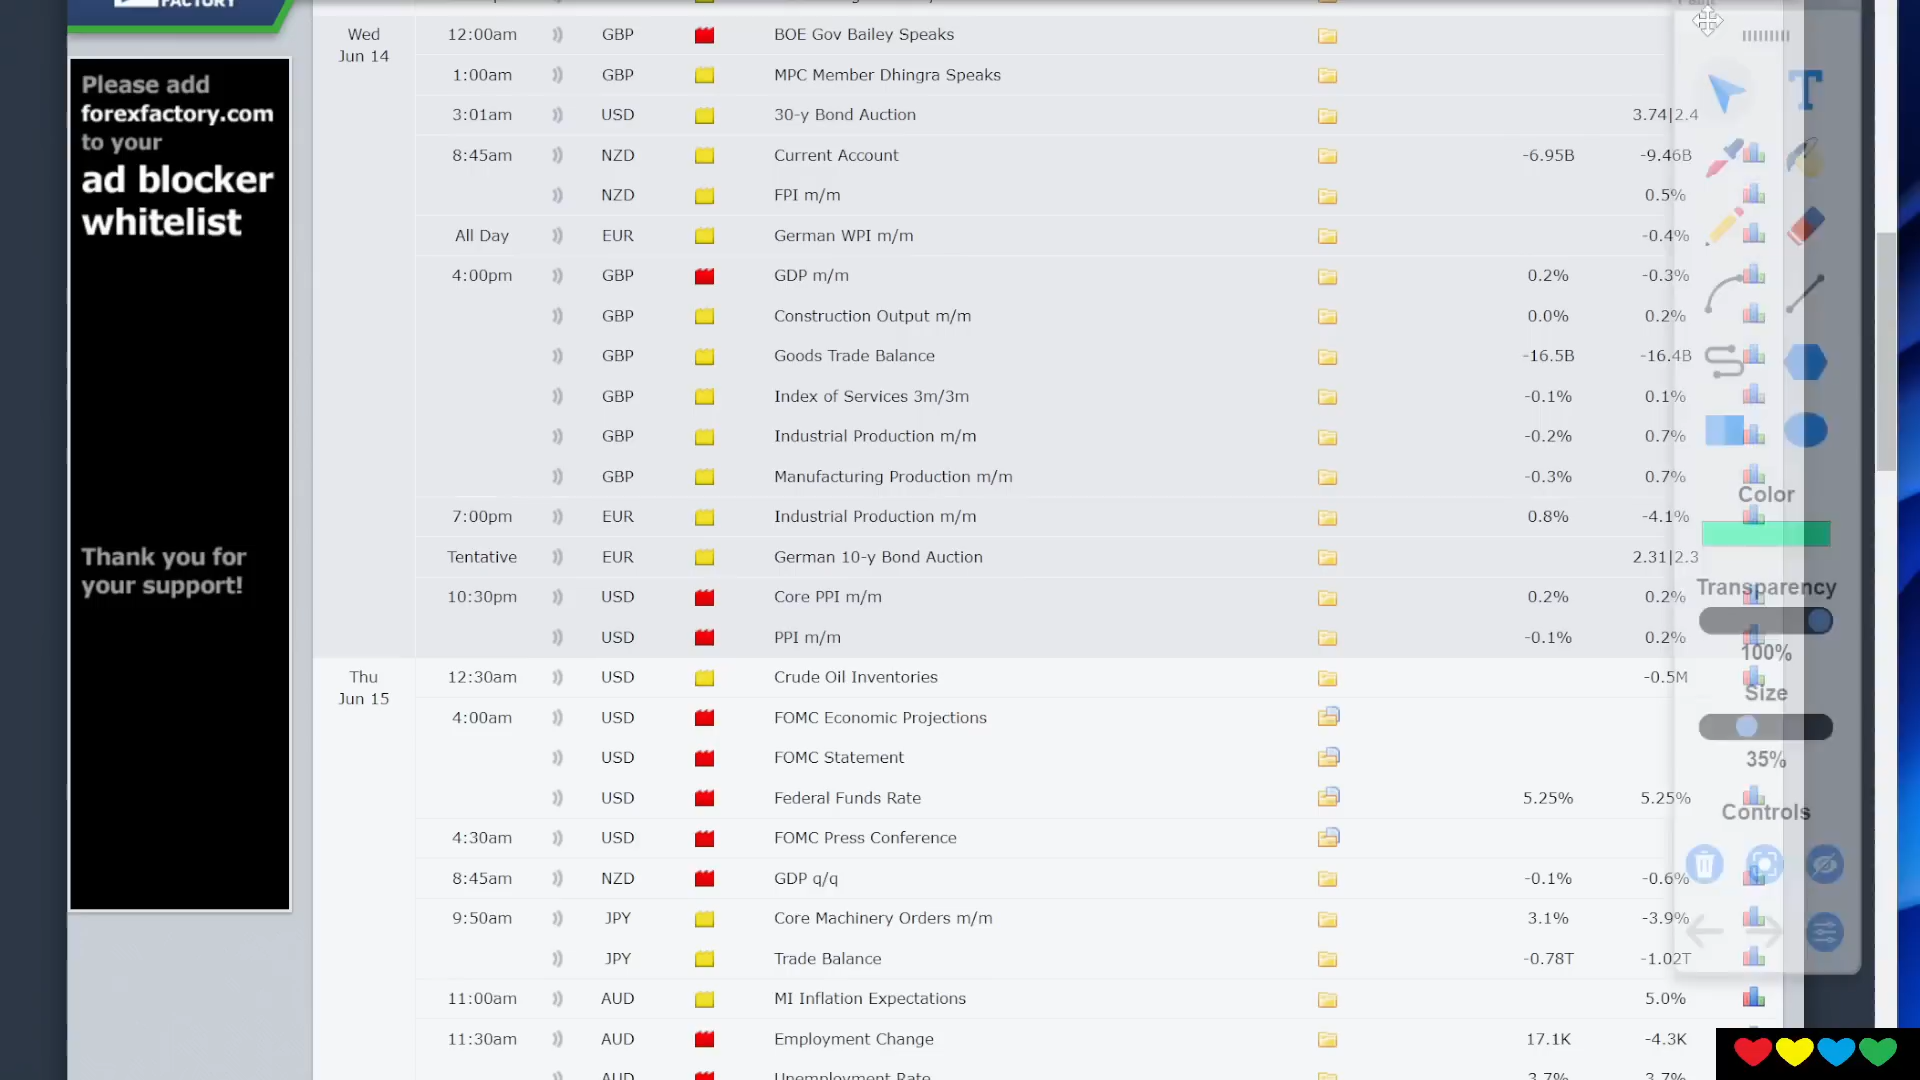 FACTORY
Please add
forexfactory.com
to your
ad blocker
whitelist
Thank you for
your support!
Wed
Jun 14
12:00am GBP BOE Gov Bailey Speaks
1:00am GBP MPC Member Dhingra Speaks
3:01am USD 30-y Bond Auction 3.74|2.4
8:45am NZD Current Account -6.95B -9.46B
NZD FPI m/m 0.5%
All Day EUR German WPI m/m -0.4%
4:00pm GBP GDP m/m 0.2% -0.3%
GBP Construction Output m/m 0.0% 0.2%
GBP Goods Trade Balance -16.5B -16.4B
GBP Index of Services 3m/3m -0.1% 0.1%
GBP Industrial Production m/m -0.2% 0.7%
GBP Manufacturing Production m/m -0.3% 0.7%
7:00pm EUR Industrial Production m/m 0.8% -4.1%
Tentative EUR German 10-y Bond Auction 2.31|2.3
10:30pm USD Core PPI m/m 0.2% 0.2%
USD PPI m/m -0.1% 0.2%
Thu
Jun 15
12:30am USD Crude Oil Inventories -0.5M
4:00am USD FOMC Economic Projections
USD FOMC Statement
USD Federal Funds Rate 5.25% 5.25%
4:30am USD FOMC Press Conference
8:45am NZD GDP q/q -0.1% -0.6%
9:50am JPY Core Machinery Orders m/m 3.1% -3.9%
JPY Trade Balance -0.78T -1.02T
11:00am AUD MI Inflation Expectations 5.0%
11:30am AUD Employment Change 17.1K -4.3K
AUD Unemployment Rate 3.7% 3.7%
T
Color
Transparency
100%
Size
35%
Controls